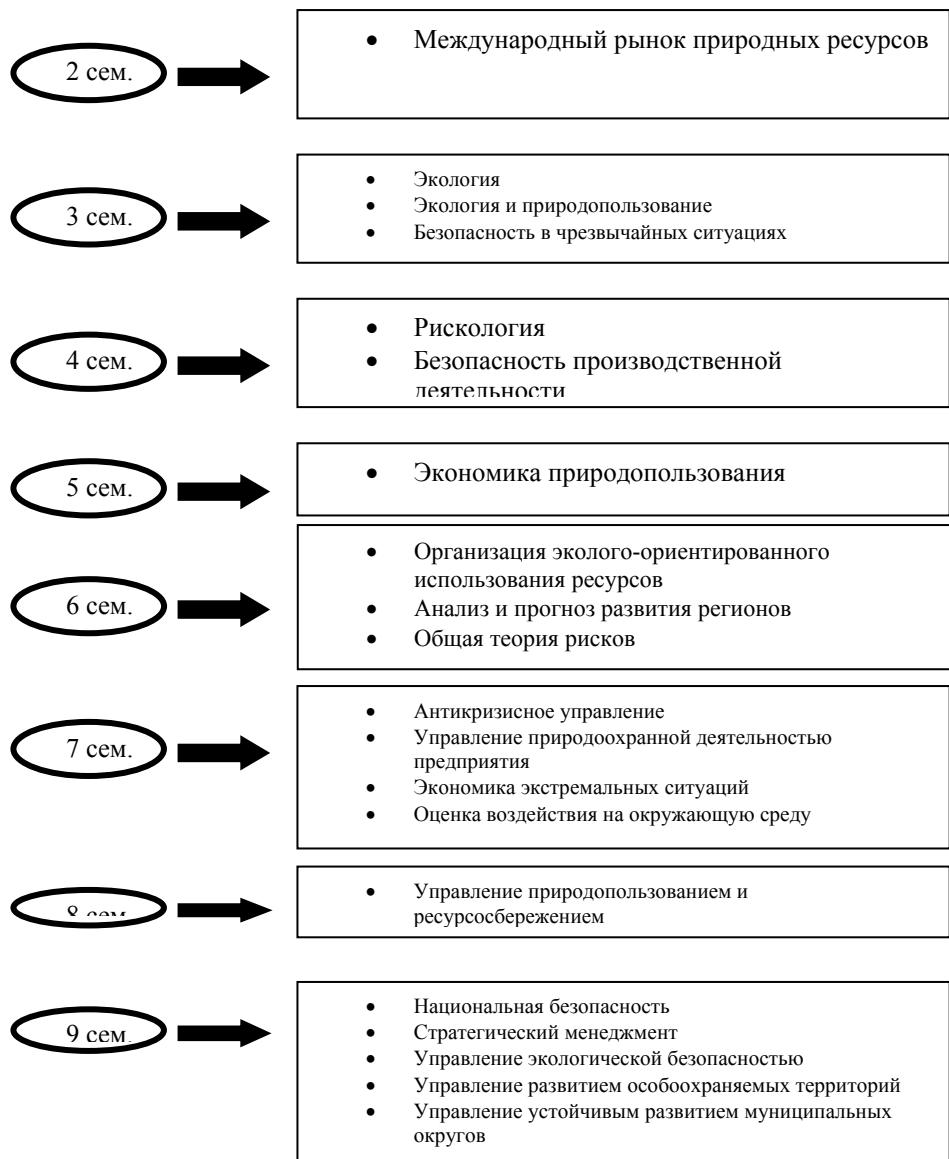 2 сем.
• Международный рынок природных ресурсов
3 сем.
• Экология
• Экология и природопользование
• Безопасность в чрезвычайных ситуациях
4 сем.
• Рискология
• Безопасность производственной
деятельности
5 сем.
• Экономика природопользования
6 сем.
• Организация эколого-ориентированного
использования ресурсов
• Анализ и прогноз развития регионов
• Общая теория рисков
7 сем.
• Антикризисное управление
• Управление природоохранной деятельностью
предприятия
• Экономика экстремальных ситуаций
• Оценка воздействия на окружающую среду
8 сем.
• Управление природопользованием и
ресурсосбережением
9 сем.
• Национальная безопасность
• Стратегический менеджмент
• Управление экологической безопасностью
• Управление развитием особоохраняемых территорий
• Управление устойчивым развитием муниципальных
округов